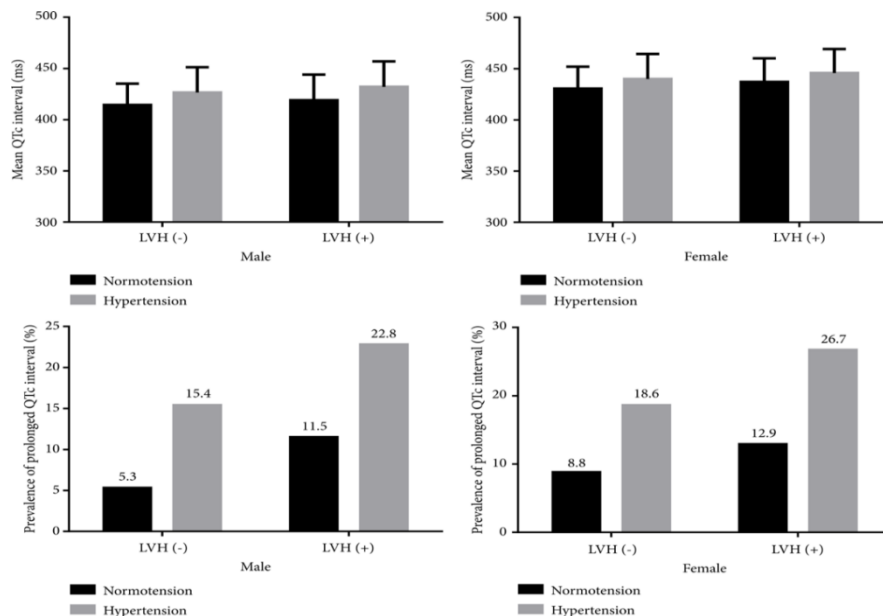 Mean QTc interval (ms)
500
450
400
350
300
LVH (-)
LVH (+)
Male
Normotension
Hypertension
Mean QTc interval (ms)
500
450
400
350
300
LVH (-)
LVH (+)
Female
Normotension
Hypertension
Prevalence of prolonged QTc interval (%)
25
20
15
10
5
0
5.3
15.4
11.5
22.8
LVH (-)
LVH (+)
Male
Normotension
Hypertension
Prevalence of prolonged QTc interval (%)
30
20
10
0
8.8
18.6
12.9
26.7
LVH (-)
LVH (+)
Female
Normotension
Hypertension